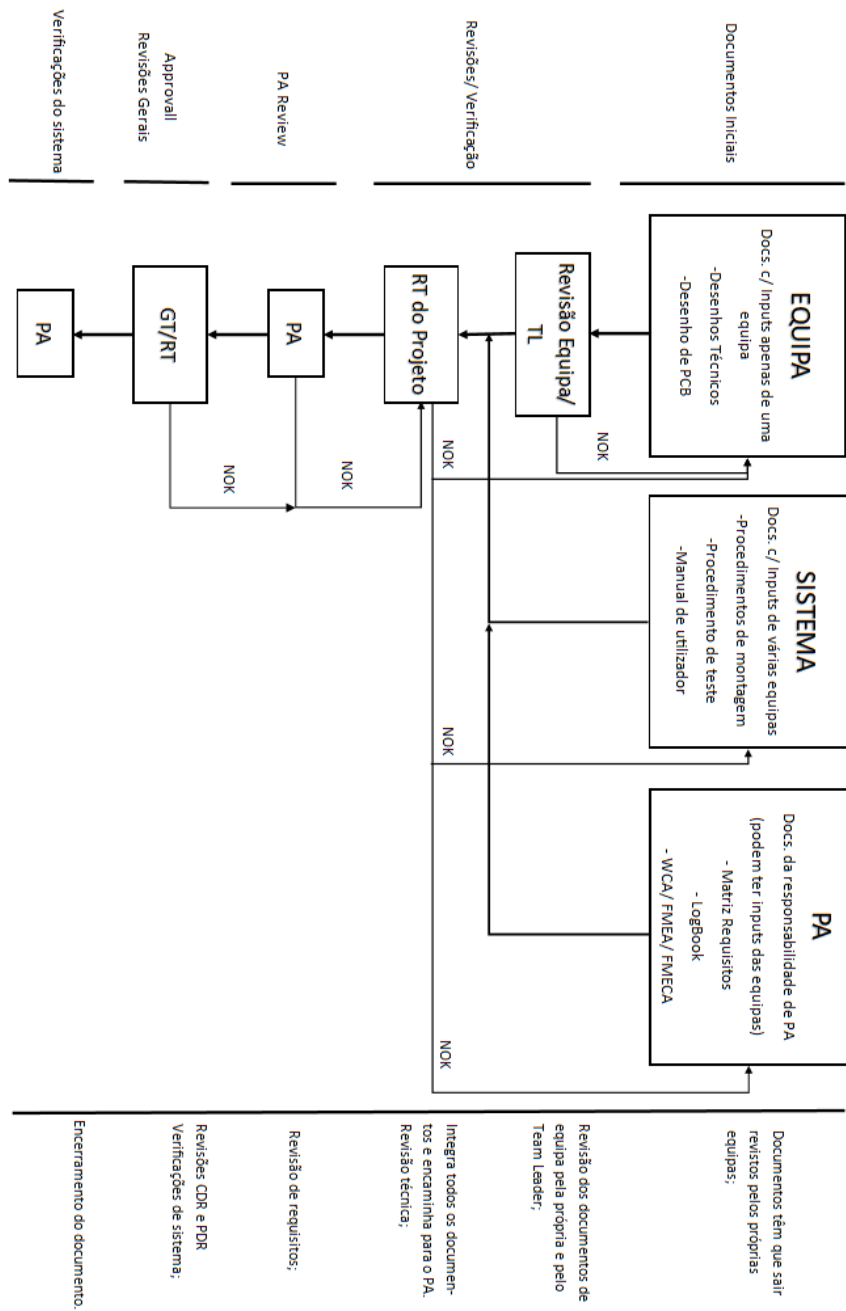 Documentos Iniciais
EQUIPA
Docs. c/ Inputs apenas de uma
equipa
-Desenhos Técnicos
-Desenho de PCB
SISTEMA
Docs. c/ Inputs de várias equipas
-Procedimentos de montagem
-Procedimento de teste
-Manual de utilizador
PA
Docs. da responsabilidade de PA
(podem ter inputs das equipas)
- Matriz Requisitos
- LogBook
- WCA/ FMEA/ FMECA
Documentos têm que sair
revistos pelos próprias
equipas;
Revisões/ Verificação
Revisão Equipa/
TL
NOK
Revisão dos documentos de
equipa pela própria e pelo
Team Leader;
RT do Projeto
NOK
NOK
NOK
Integra todos os documen-
tos e encaminha para o PA.
Revisão técnica;
PA Review
PA
NOK
Revisão de requisitos;
Approvall
Revisões Gerais
GT/RT
NOK
Revisões CDR e PDR
Verificações de sistema;
Verificações do sistema
PA
Encerramento do documento.